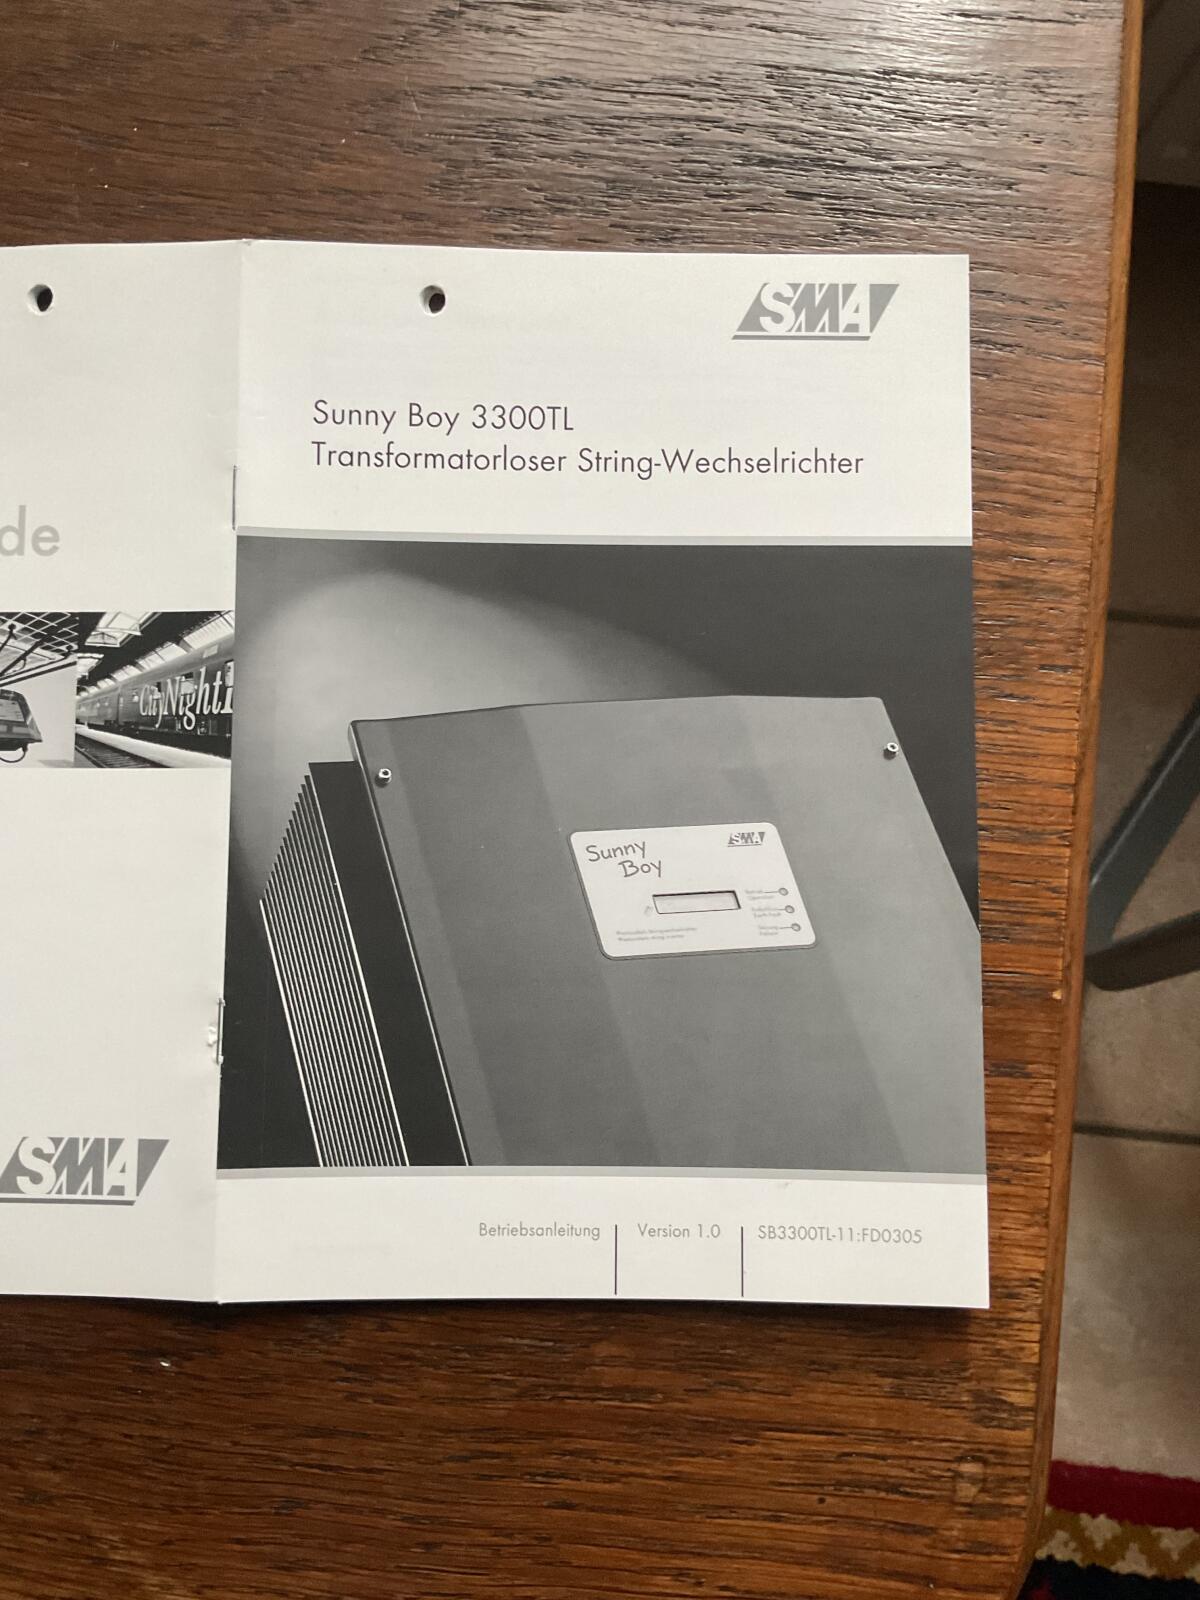 de
CityNight
SMA
SMA
Sunny Boy 3300TL
Transformatorloser String-Wechselrichter
Sunny
Boy
SMA
Betriebsanleitung
Version 1.0
SB3300TL-11:FD0305